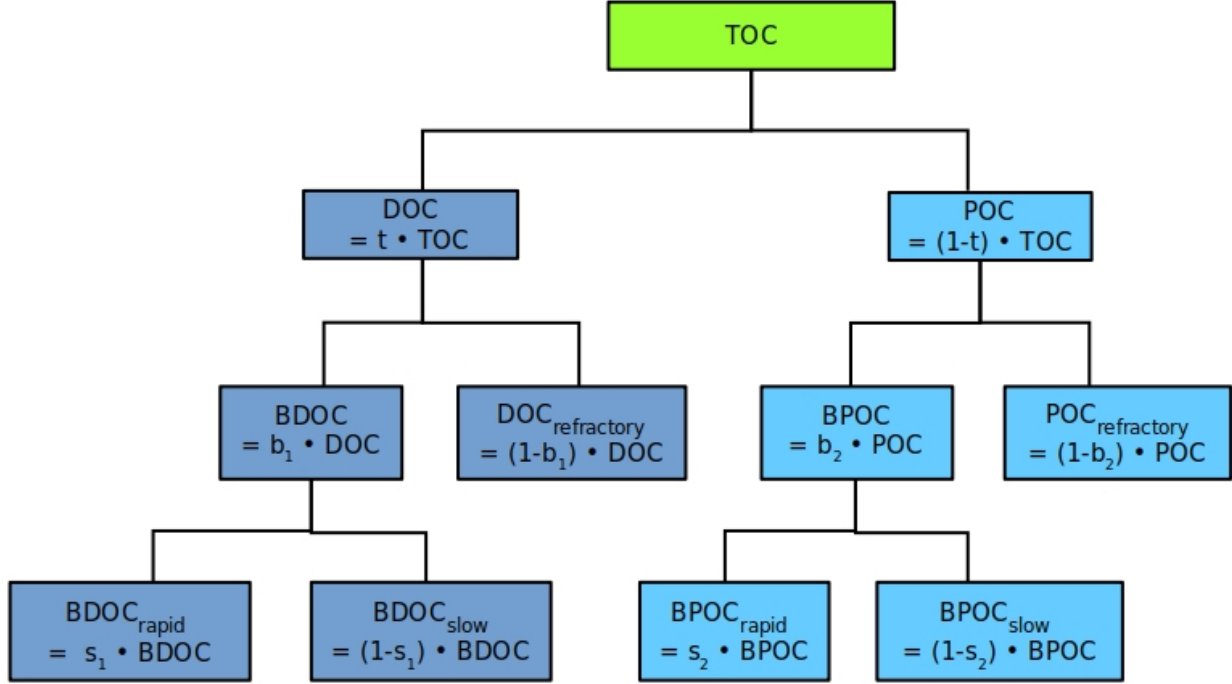 TOC
DOC
= t • TOC
POC
= (1-t) • TOC
BDOC
= b₁ • DOC
DOCrefractory
= (1-b₁) • DOC
BPOC
= b₂ • POC
POCrefractory
= (1-b₂) • POC
BDOCrapid
= s₁ • BDOC
BDOCslow
= (1-s₁) • BDOC
BPOCrapid
= s₂ • BPOC
BPOCslow
= (1-s₂) • BPOC